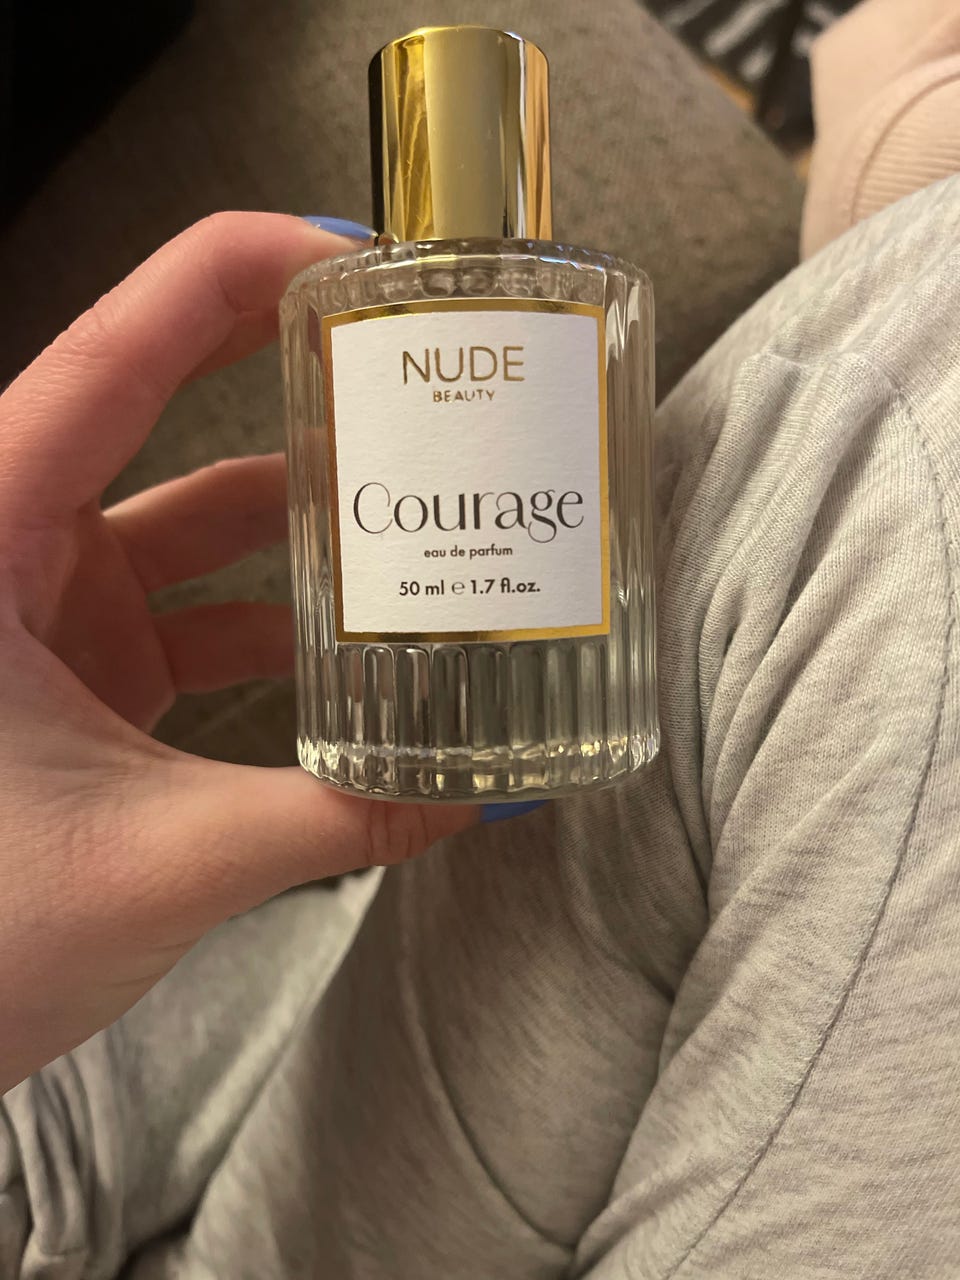 NUDE
BEAUTY
Courage
eau de parfum
50 ml ℮ 1.7 fl.oz.